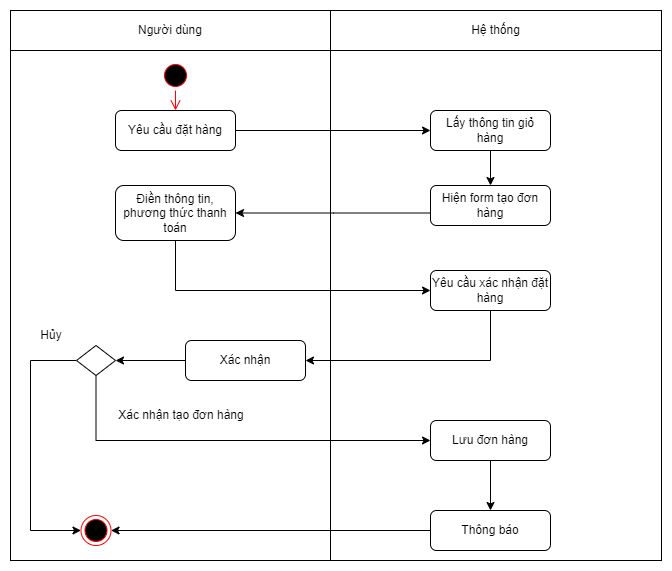 Người dùng
Hệ thống
Yêu cầu đặt hàng
Lấy thông tin giỏ
hàng
Điền thông tin,
phương thức thanh
toán
Hiện form tạo đơn
hàng
Yêu cầu xác nhận đặt
hàng
Hủy
Xác nhận
Xác nhận tạo đơn hàng
Lưu đơn hàng
Thông báo